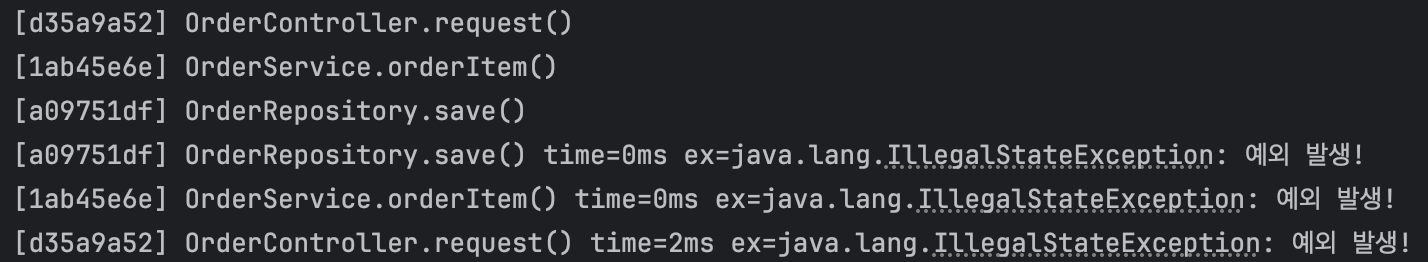 [d35a9a52] OrderController.request()
[1ab45e6e] OrderService.orderItem()
[a09751df] OrderRepository.save()
[a09751df] OrderRepository.save() time=0ms ex=java.lang.IllegalStateException: 예외 발생!
[1ab45e6e] OrderService.orderItem() time=0ms ex=java.lang.IllegalStateException: 예외 발생!
[d35a9a52] OrderController.request() time=2ms ex=java.lang.IllegalStateException: 예외 발생!